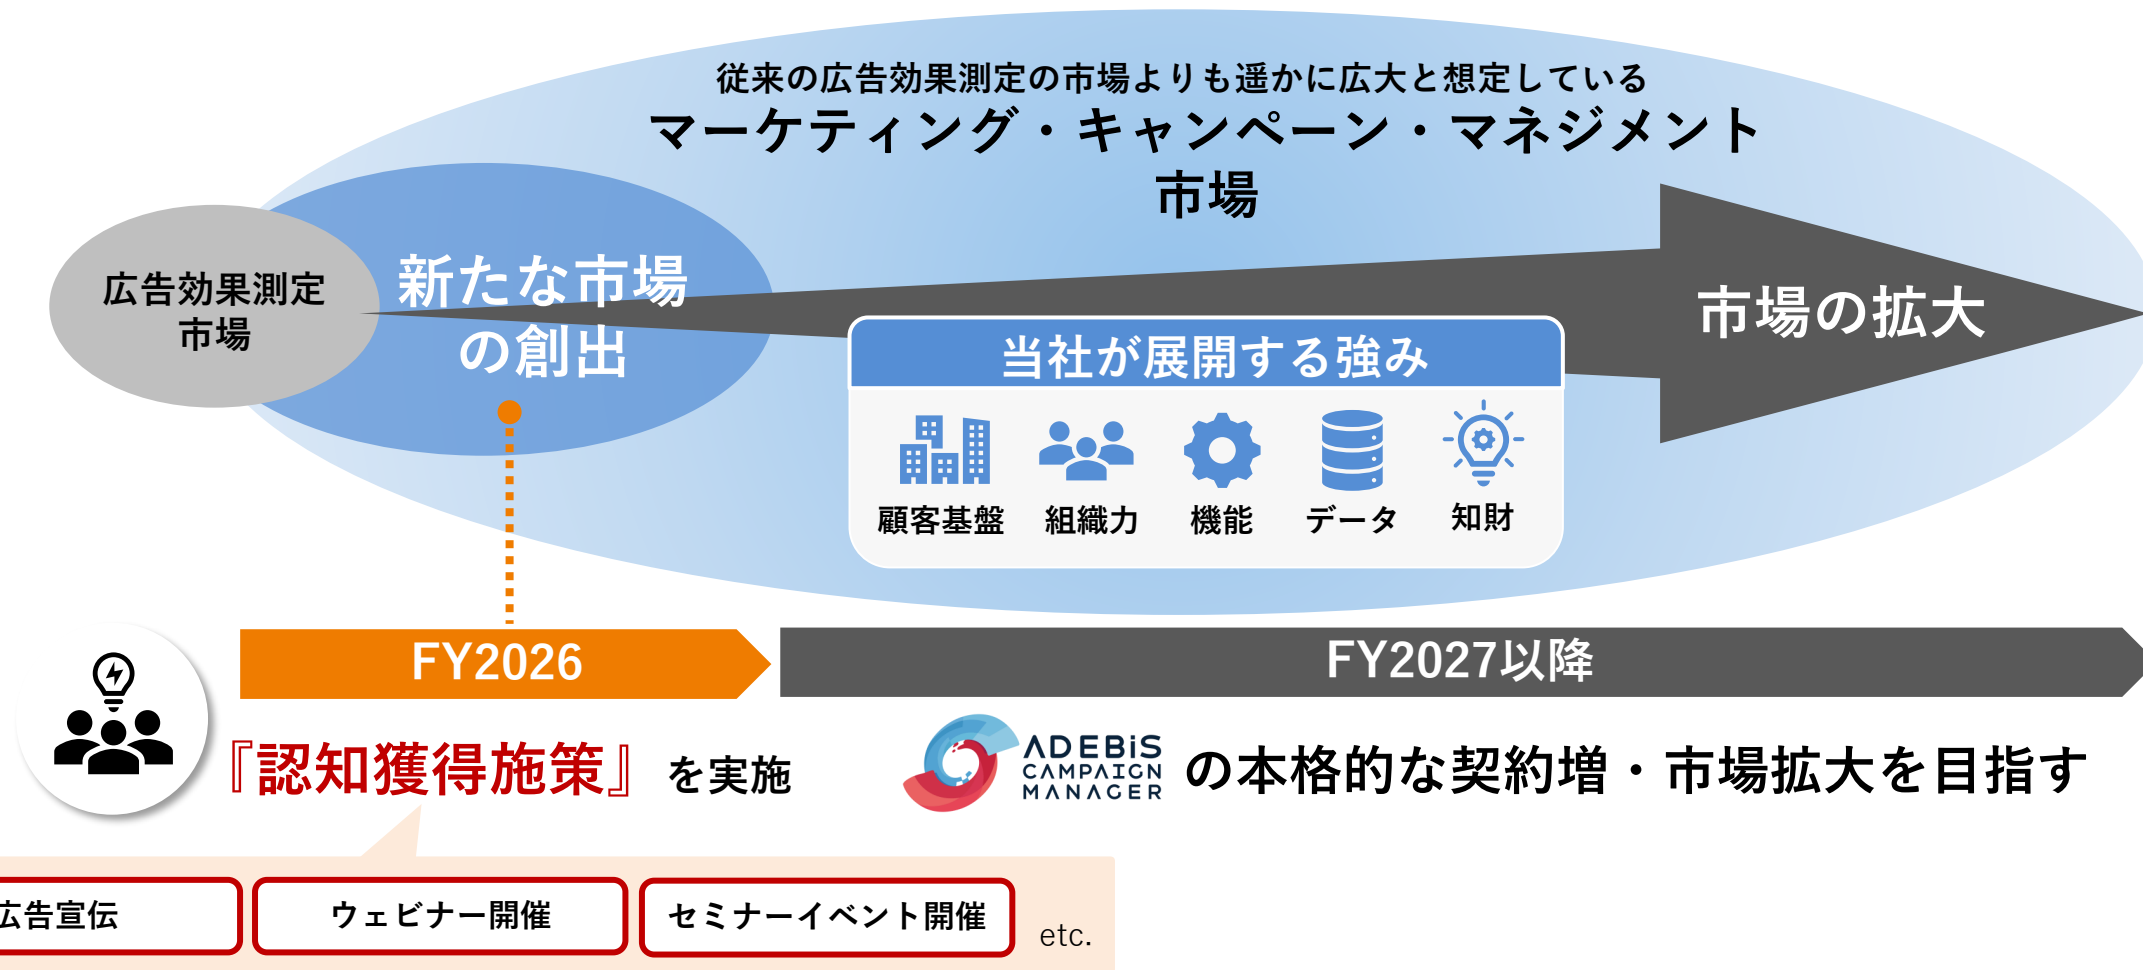 従来の広告効果測定の市場よりも遥かに広大と想定している
マーケティング・キャンペーン・マネジメント
市場
広告効果測定
市場
新たな市場
の創出
市場の拡大
当社が展開する強み
顧客基盤
組織力
機能
データ
知財
FY2026
FY2027以降
『認知獲得施策』を実施
ADEBiS
CAMPAIGN
MANAGER
の本格的な契約増・市場拡大を目指す
広告宣伝
ウェビナー開催
セミナーイベント開催
etc.